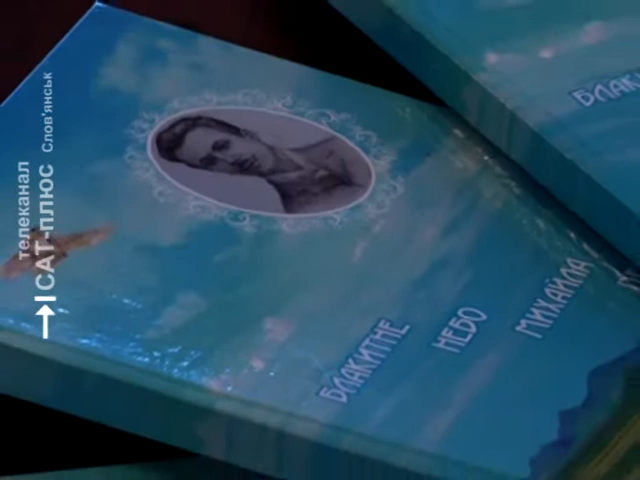 телеканал
САТ-ПЛЮС Слов'янськ
БЛАКИТНЕ
НЕБО
МИХАЙЛА